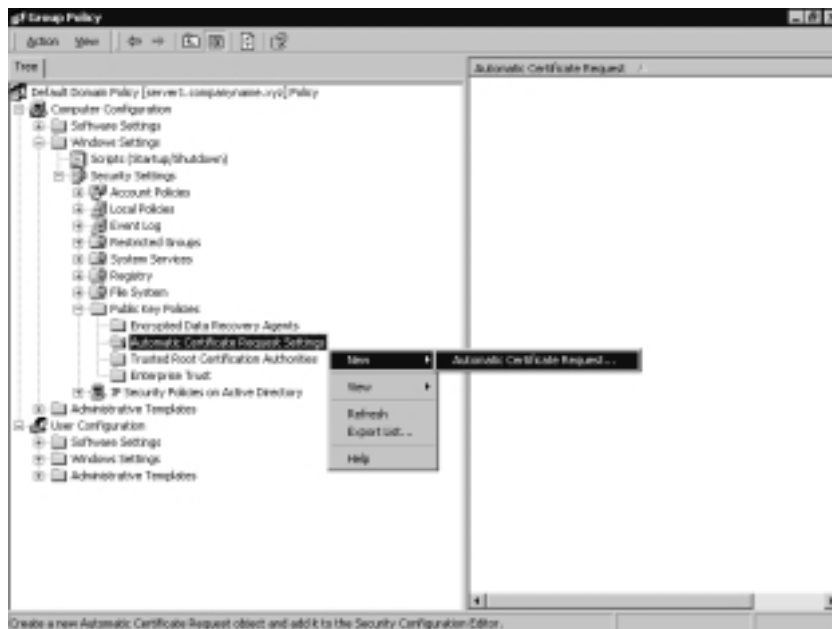 Group Policy
Action View
Tree
Automatic Certificate Request
Default Domain Policy [server1.companyname.xyz] Policy
Computer Configuration
Software Settings
Windows Settings
Scripts (Startup/Shutdown)
Security Settings
Account Policies
Local Policies
Event Log
Restricted Groups
System Services
Registry
File System
Public Key Policies
Encrypted Data Recovery Agents
Automatic Certificate Request Settings
Trusted Root Certification Authorities
Enterprise Trust
IP Security Policies on Active Directory
Administrative Templates
User Configuration
Software Settings
Windows Settings
Administrative Templates
New
Automatic Certificate Request...
View
Refresh
Export List...
Help
Create a new Automatic Certificate Request object and add it to the Security Configuration Editor.